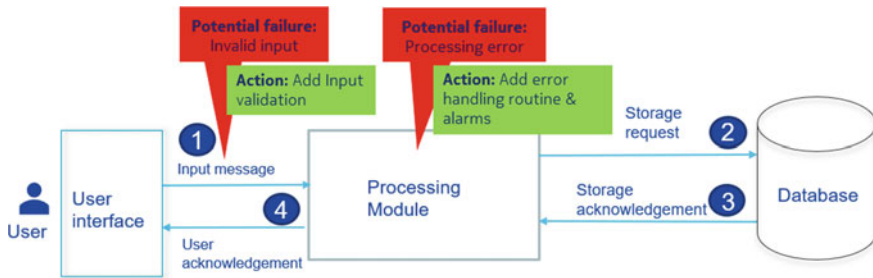 Potential failure:
Invalid input
Action: Add Input
validation
Potential failure:
Processing error
Action: Add error
handling routine &
alarms
1
Input message
Storage
request
2
User
User
interface
4
User
acknowledgement
Processing
Module
Storage
acknowledgement
3
Database